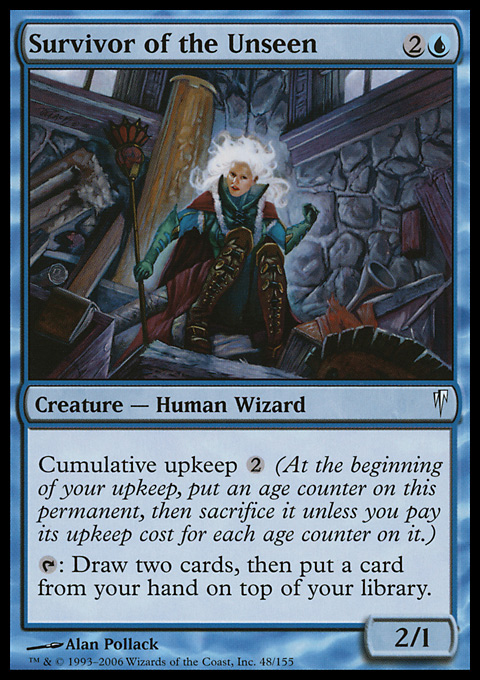 Survivor of the Unseen 2
Creature — Human Wizard
Cumulative upkeep 2 (At the beginning
of your upkeep, put an age counter on this
permanent, then sacrifice it unless you pay
its upkeep cost for each age counter on it.)
: Draw two cards, then put a card
from your hand on top of your library.
2/1
Alan Pollack
™ & © 1993–2006 Wizards of the Coast, Inc. 48/155